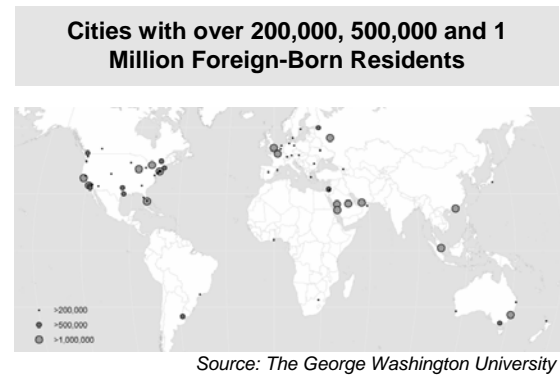 Cities with over 200,000, 500,000 and 1
Million Foreign-Born Residents
>200,000
>500,000
>1,000,000
Source: The George Washington University